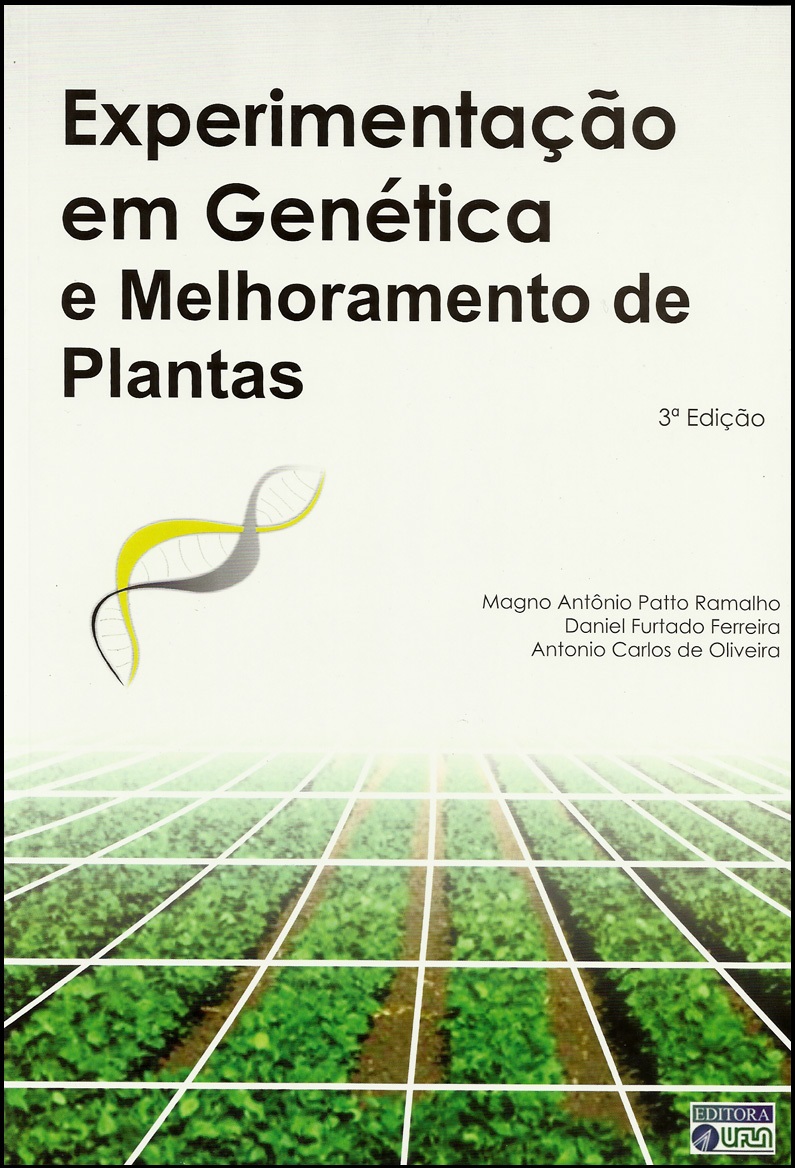 Experimentação
em Genética
e Melhoramento de
Plantas
3ª Edição
Magno Antônio Patto Ramalho
Daniel Furtado Ferreira
Antonio Carlos de Oliveira
EDITORA
UFLA